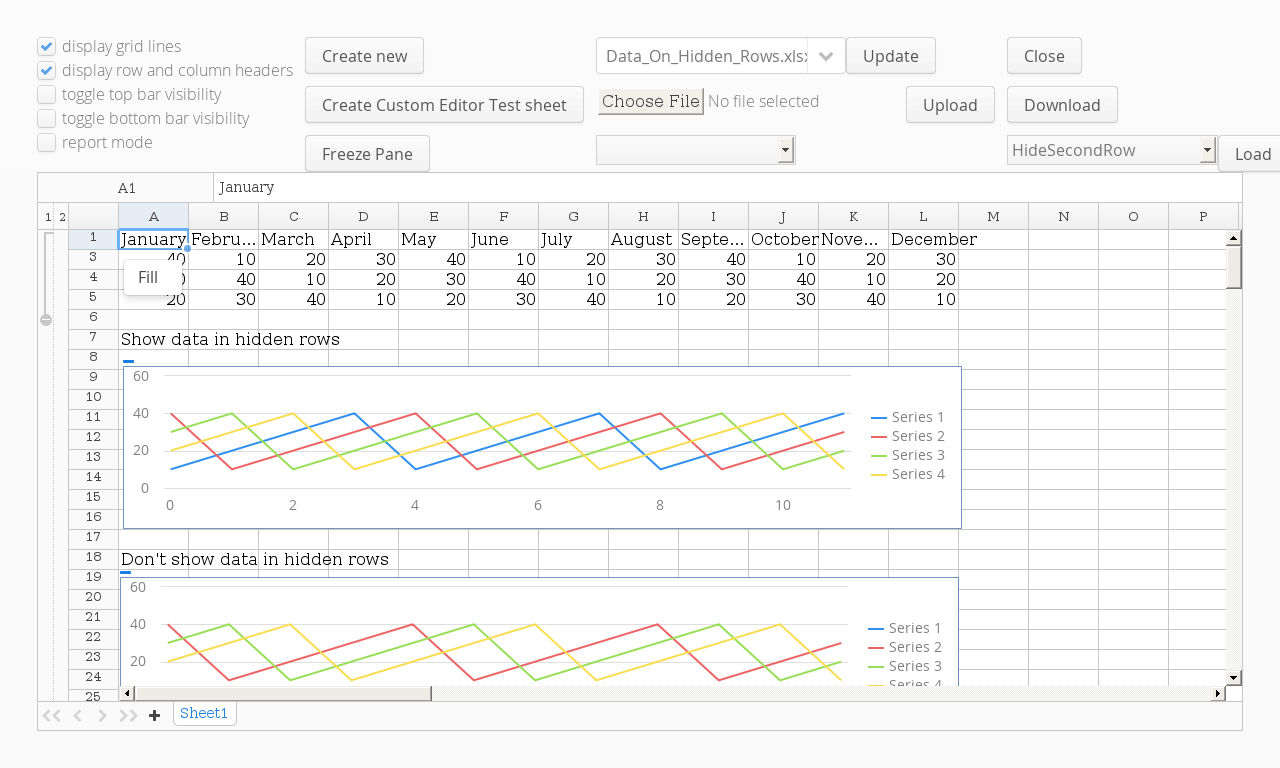 display grid lines
display row and column headers
toggle top bar visibility
toggle bottom bar visibility
report mode
Create new
Data_On_Hidden_Rows.xlsx
Update
Close
Create Custom Editor Test sheet
Choose File No file selected
Upload
Download
Freeze Pane
HideSecondRow
Load
A1 January
1 2 A B C D E F G H I J K L M N O P
1 January Febru... March April May June July August Septe... October Nove... December
3 40 10 20 30 40 10 20 30 40 10 20 30
4 40 10 20 30 40 10 20 30 40 10 20
5 20 30 40 10 20 30 40 10 20 30 40 10
Fill
6
7 Show data in hidden rows
8
9
10
11
12
13
14
15
16
60
40
20
0
0 2 4 6 8 10
Series 1
Series 2
Series 3
Series 4
17
18 Don't show data in hidden rows
19
20
21
22
23
24
25
60
40
20
Series 1
Series 2
Series 3
Series 4
Sheet1